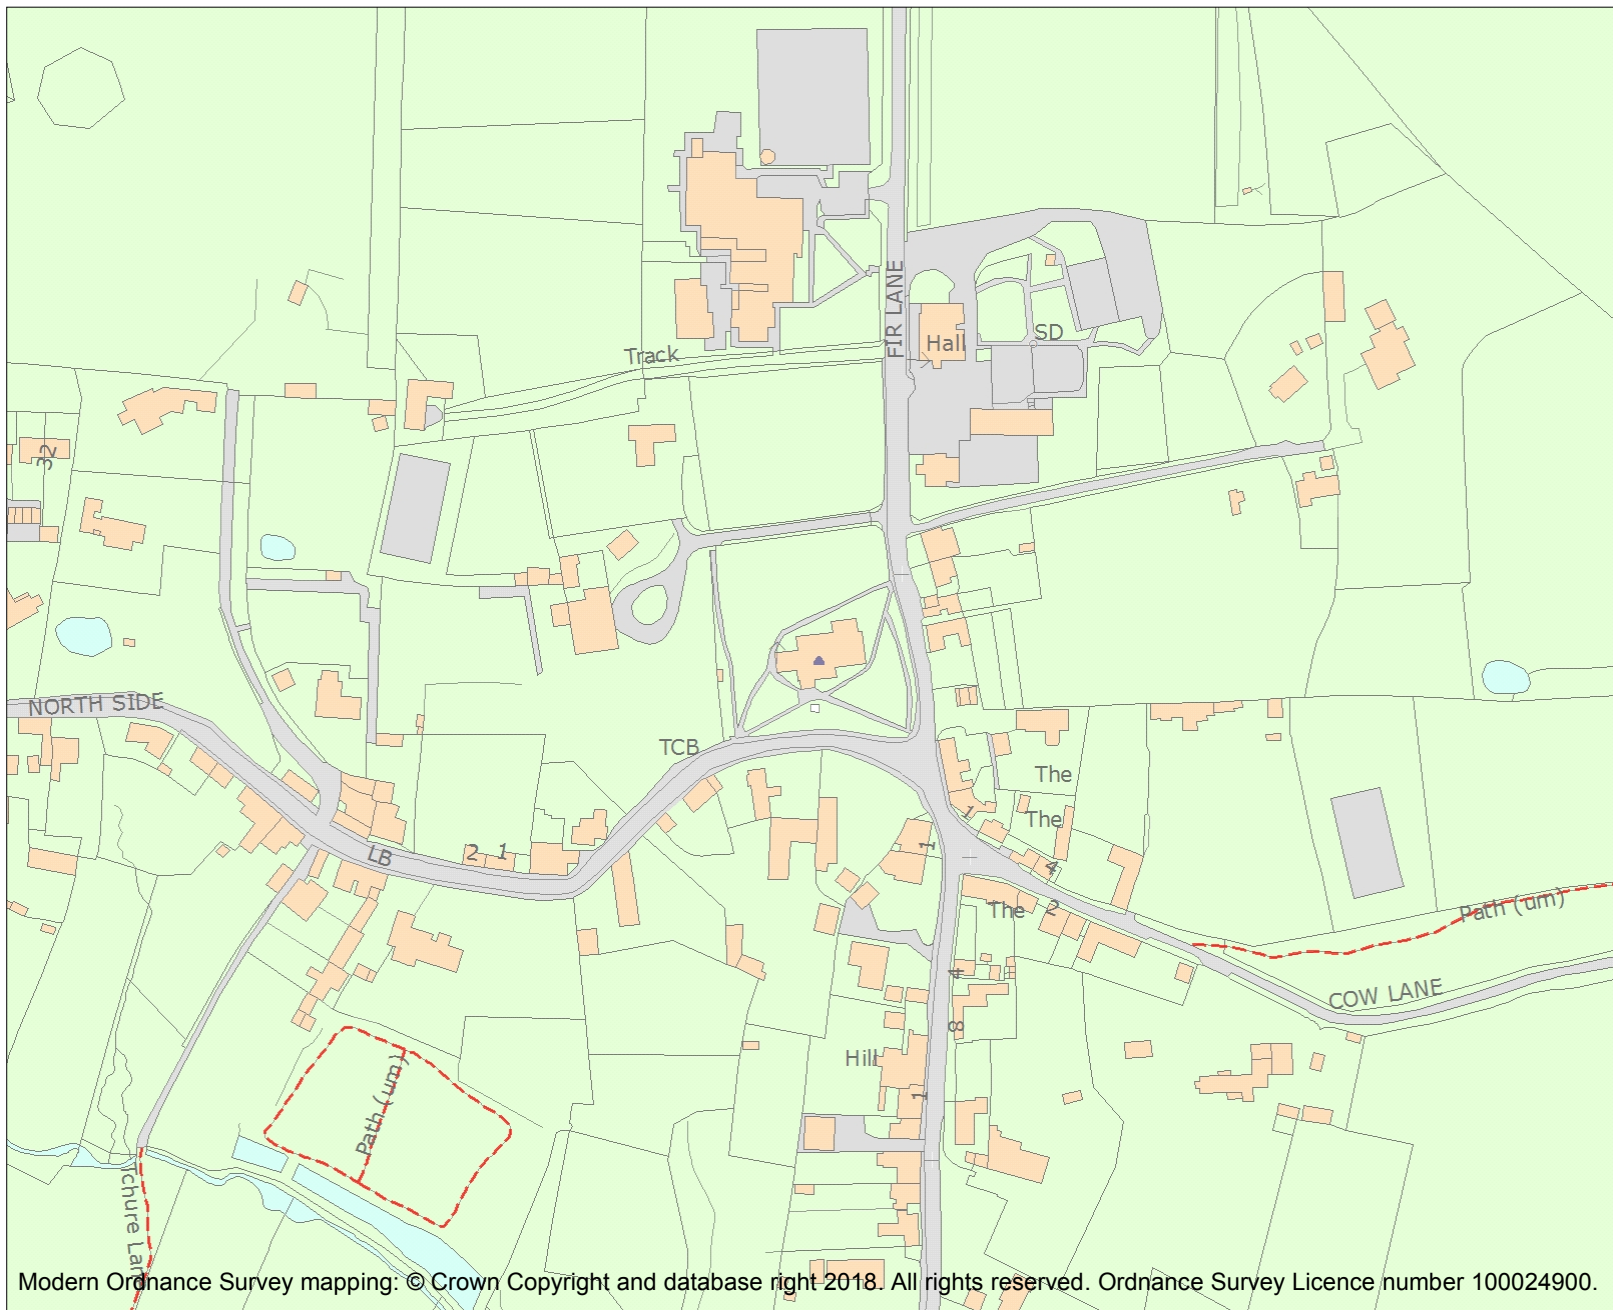 FIR LANE
Hall
SD
Track
32
NORTH SIDE
TCB
The
The
1
1
2 1
LB
4
The
2
Path (um)
4
COW LANE
8
Hill
1
Path (um)
Tchure Lane
Modern Ordnance Survey mapping: © Crown Copyright and database right 2018. All rights reserved. Ordnance Survey Licence number 100024900.